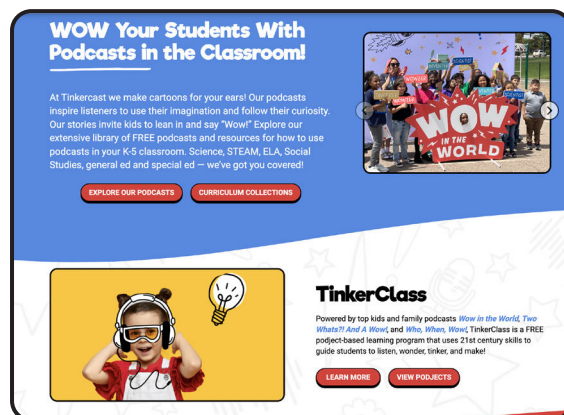 WOW Your Students With
Podcasts in the Classroom!
At Tinkercast we make cartoons for your ears! Our podcasts
inspire listeners to use their imagination and follow their curiosity.
Our stories invite kids to lean in and say "Wow!" Explore our
extensive library of FREE podcasts and resources for how to use
podcasts in your K-5 classroom. Science, STEAM, ELA, Social
Studies, general ed and special ed — we've got you covered!
EXPLORE OUR PODCASTS
CURRICULUM COLLECTIONS
WONDER
SCIENTIST
WONDER
WOW
IN THE
WORLD
TinkerClass
Powered by top kids and family podcasts Wow in the World, Two
Whats?! And A Wow!, and Who, When, Wow!, TinkerClass is a FREE
podject-based learning program that uses 21st century skills to
guide students to listen, wonder, tinker, and make!
LEARN MORE
VIEW PODJECTS